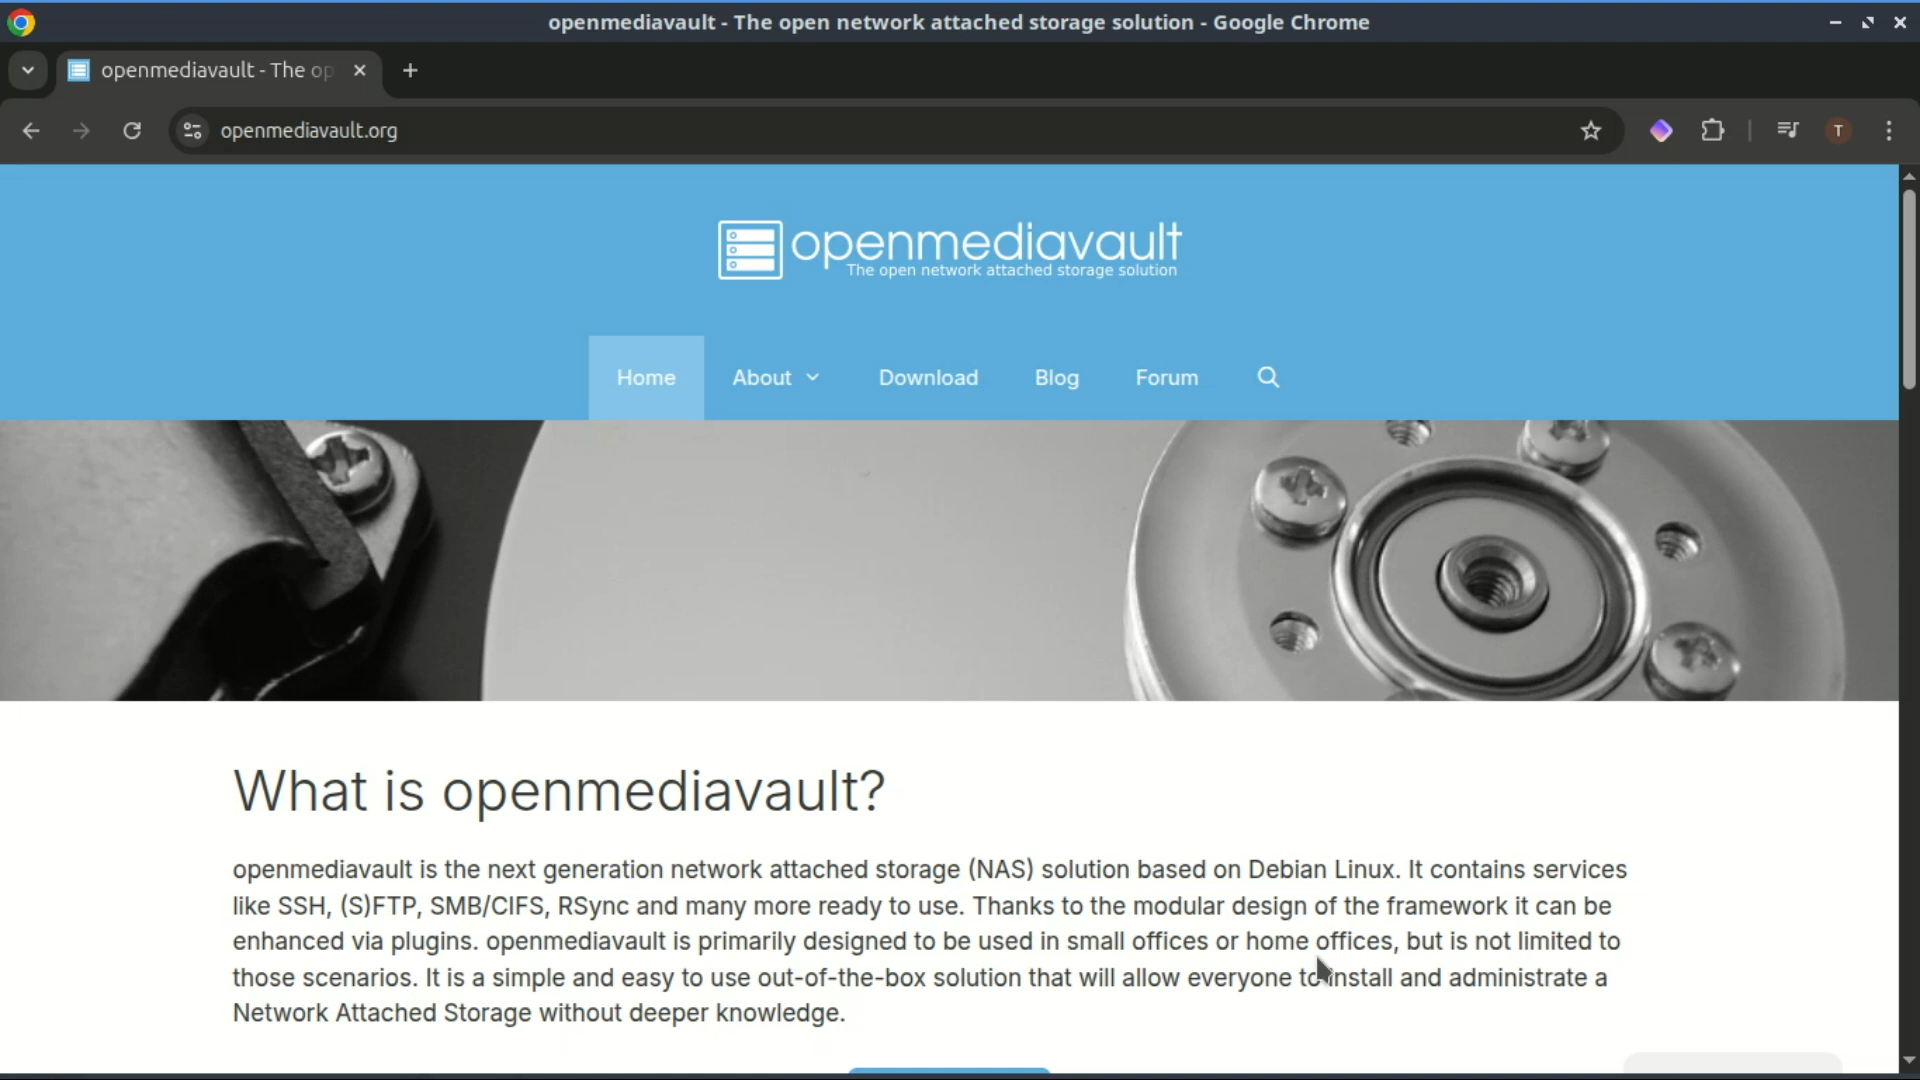 openmediavault - The open network attached storage solution - Google Chrome
openmediavault - The op
openmediavault.org
T
openmediavault
The open network attached storage solution
Home About Download Blog Forum
What is openmediavault?
openmediavault is the next generation network attached storage (NAS) solution based on Debian Linux. It contains services
like SSH, (S)FTP, SMB/CIFS, RSync and many more ready to use. Thanks to the modular design of the framework it can be
enhanced via plugins. openmediavault is primarily designed to be used in small offices or home offices, but is not limited to
those scenarios. It is a simple and easy to use out-of-the-box solution that will allow everyone to install and administrate a
Network Attached Storage without deeper knowledge.